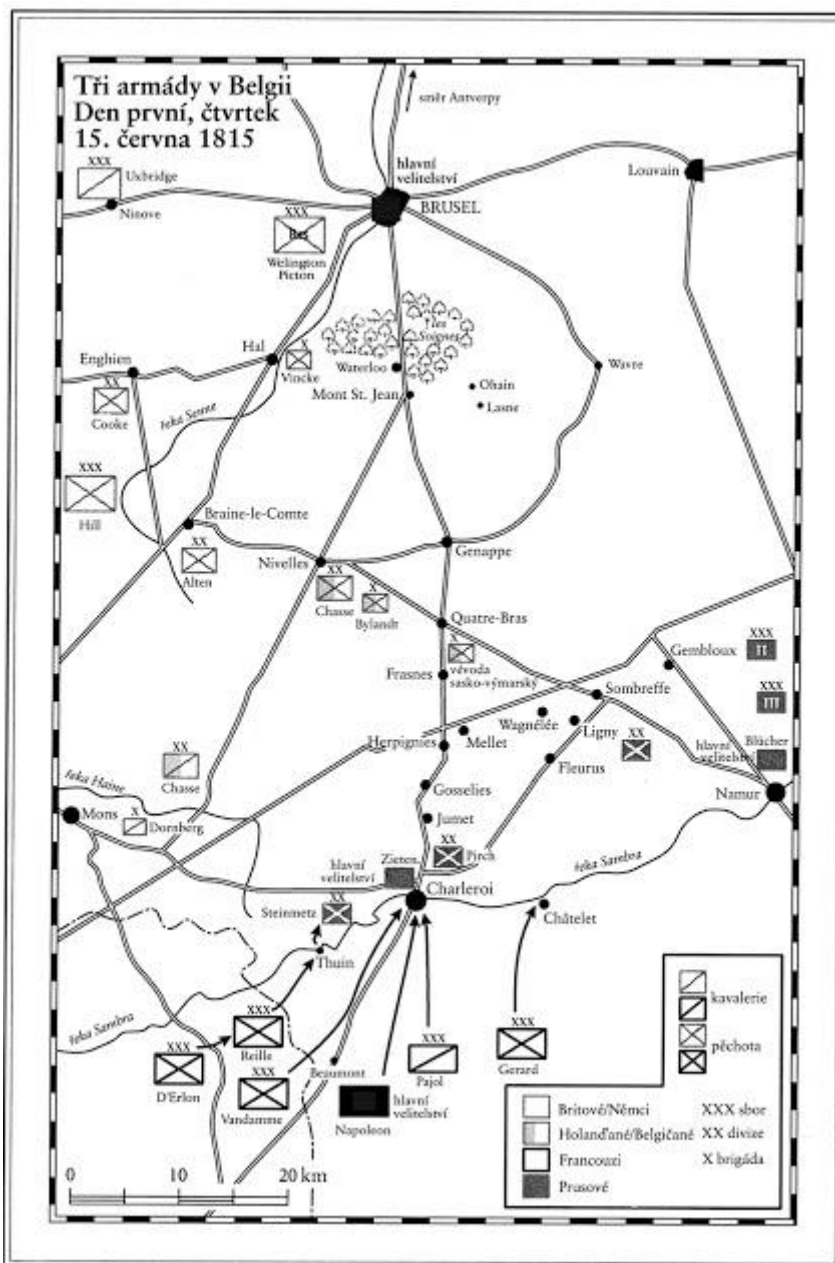 Tři armády v Belgii
Den první, čtvrtek
15. června 1815
směr Antverpy
hlavní
velitelství
BRUSEL
Louvain
XXX
Uxbridge
Ninove
XXX
Res
Welington
Picton
les
Soignes
Hal
X
Vincke
Waterloo
Mont St. Jean
Ohain
Lasne
Wavre
Enghien
XX
Cooke
řeka Senne
XXX
Hill
Braine-le-Comte
XX
Alten
Nivelles
Genappe
XX
Chasse
X
Bylandt
Quatre-Bras
X
vévoda
sasko-výmarský
Frasnes
Gembloux
XXX
II
XXX
III
Sombreffe
Wagnélée
Ligny
XX
Mellet
Herpignies
Fleurus
hlavní
velitelství
Blücher
Namur
XX
Chasse
řeka Haine
Mons
X
Dornberg
Gosselies
Jumet
XX
Pirch
Zieten
hlavní
velitelství
Charleroi
řeka Sambra
Châtelet
XX
Steinmetz
Thuin
řeka Sambra
XXX
D'Erlon
XXX
Reille
XXX
Vandamme
Beaumont
Napoleon
hlavní
velitelství
XXX
Pajol
XXX
Gerard
kavalerie
pěchota
Britové/Němci XXX sbor
Holanďané/Belgičané XX divize
Francouzi X brigáda
Prusové
0 10 20 km